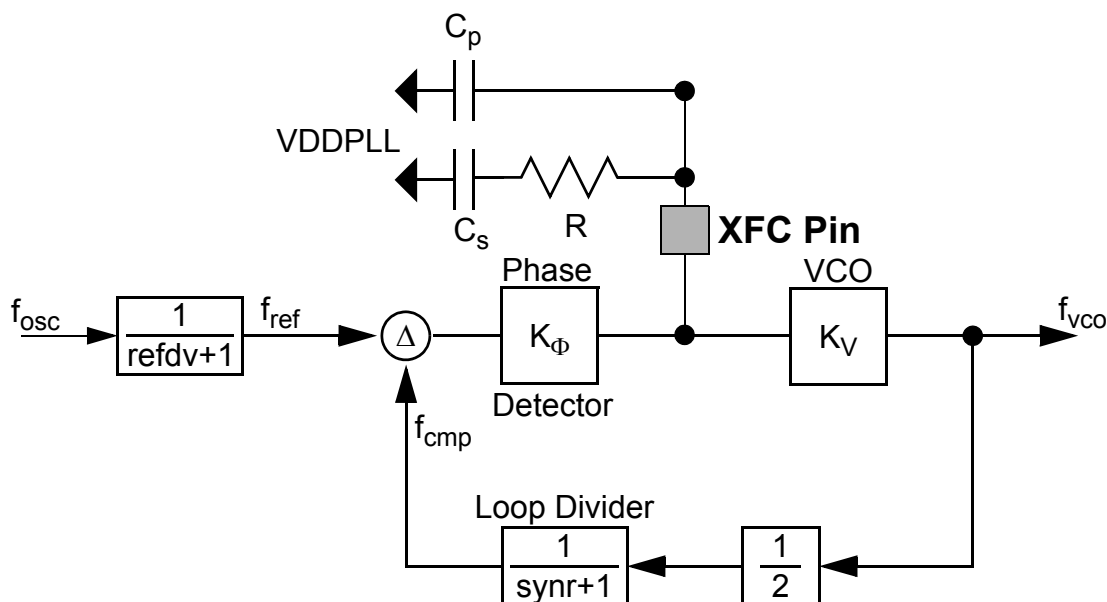 Cp
VDDPLL
Cs
R
XFC Pin
Phase
VCO
fosc
1
refdv+1
fref
Δ
KΦ
KV
fvco
Detector
fcmp
Loop Divider
1
synr+1
1
2